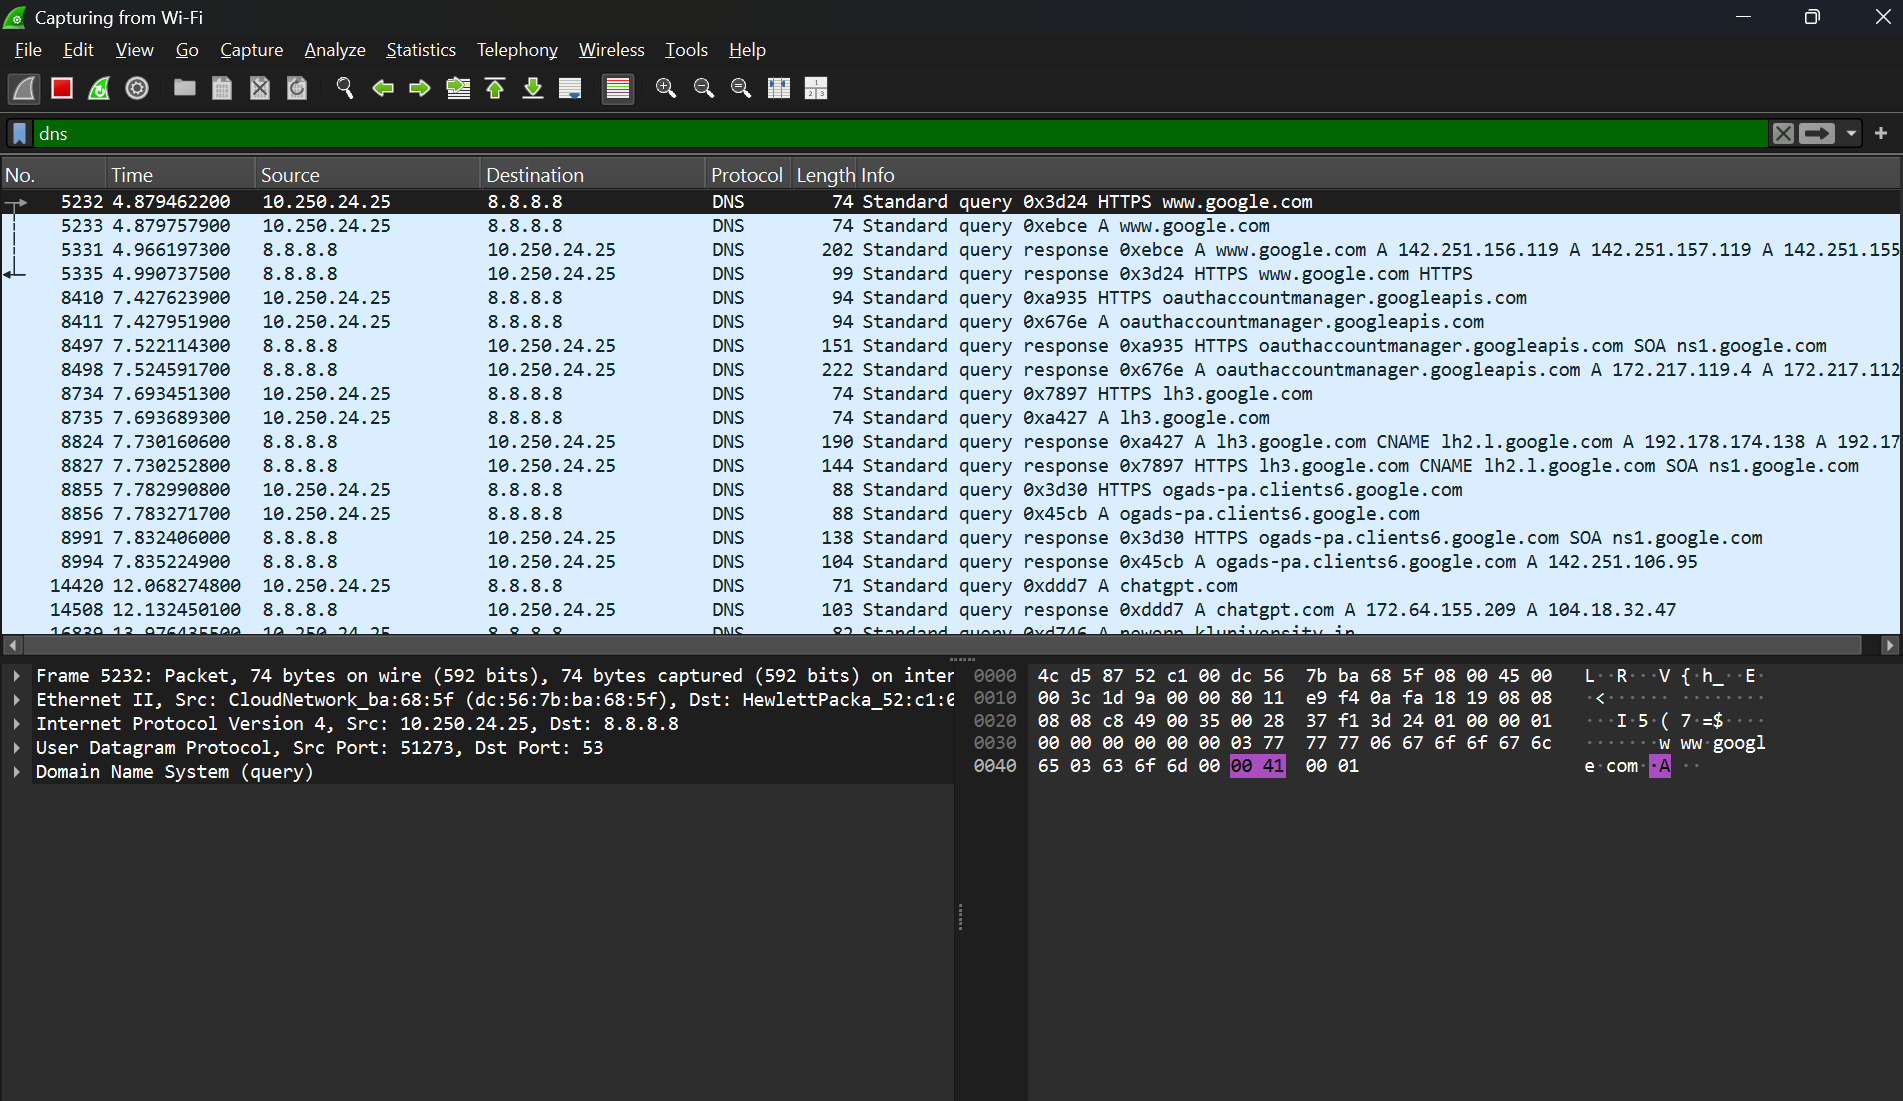 Capturing from Wi-Fi
File Edit View Go Capture Analyze Statistics Telephony Wireless Tools Help
dns
No. Time Source Destination Protocol Length Info
5232 4.879462200 10.250.24.25 8.8.8.8 DNS 74 Standard query 0x3d24 HTTPS www.google.com
5233 4.879757900 10.250.24.25 8.8.8.8 DNS 74 Standard query 0xebce A www.google.com
5331 4.966197300 8.8.8.8 10.250.24.25 DNS 202 Standard query response 0xebce A www.google.com A 142.251.156.119 A 142.251.157.119 A 142.251.155
5335 4.990737500 8.8.8.8 10.250.24.25 DNS 99 Standard query response 0x3d24 HTTPS www.google.com HTTPS
8410 7.427623900 10.250.24.25 8.8.8.8 DNS 94 Standard query 0xa935 HTTPS oauthaccountmanager.googleapis.com
8411 7.427951900 10.250.24.25 8.8.8.8 DNS 94 Standard query 0x676e A oauthaccountmanager.googleapis.com
8497 7.522114300 8.8.8.8 10.250.24.25 DNS 151 Standard query response 0xa935 HTTPS oauthaccountmanager.googleapis.com SOA ns1.google.com
8498 7.524591700 8.8.8.8 10.250.24.25 DNS 222 Standard query response 0x676e A oauthaccountmanager.googleapis.com A 172.217.119.4 A 172.217.112
8734 7.693451300 10.250.24.25 8.8.8.8 DNS 74 Standard query 0x7897 HTTPS lh3.google.com
8735 7.693689300 10.250.24.25 8.8.8.8 DNS 74 Standard query 0xa427 A lh3.google.com
8824 7.730160600 8.8.8.8 10.250.24.25 DNS 190 Standard query response 0xa427 A lh3.google.com CNAME lh2.l.google.com A 192.178.174.138 A 192.17
8827 7.730252800 8.8.8.8 10.250.24.25 DNS 144 Standard query response 0x7897 HTTPS lh3.google.com CNAME lh2.l.google.com SOA ns1.google.com
8855 7.782990800 10.250.24.25 8.8.8.8 DNS 88 Standard query 0x3d30 HTTPS ogads-pa.clients6.google.com
8856 7.783271700 10.250.24.25 8.8.8.8 DNS 88 Standard query 0x45cb A ogads-pa.clients6.google.com
8991 7.832406000 8.8.8.8 10.250.24.25 DNS 138 Standard query response 0x3d30 HTTPS ogads-pa.clients6.google.com SOA ns1.google.com
8994 7.835224900 8.8.8.8 10.250.24.25 DNS 104 Standard query response 0x45cb A ogads-pa.clients6.google.com A 142.251.106.95
14420 12.068274800 10.250.24.25 8.8.8.8 DNS 71 Standard query 0xddd7 A chatgpt.com
14508 12.132450100 8.8.8.8 10.250.24.25 DNS 103 Standard query response 0xddd7 A chatgpt.com A 172.64.155.209 A 104.18.32.47
10.250.24.25 8.8.8.8 DNS 82 Standard query 0xd746 A newerp.kluniversity.in
Frame 5232: Packet, 74 bytes on wire (592 bits), 74 bytes captured (592 bits) on inter
Ethernet II, Src: CloudNetwork_ba:68:5f (dc:56:7b:ba:68:5f), Dst: HewlettPacka_52:c1:0
Internet Protocol Version 4, Src: 10.250.24.25, Dst: 8.8.8.8
User Datagram Protocol, Src Port: 51273, Dst Port: 53
Domain Name System (query)
0000 4c d5 87 52 c1 00 dc 56 7b ba 68 5f 08 00 45 00 L··R···V {·h_··E·
0010 00 3c 1d 9a 00 00 80 11 e9 f4 0a fa 18 19 08 08 ·<······ ········
0020 08 08 c8 49 00 35 00 28 37 f1 3d 24 01 00 00 01 ···I·5·( 7·=$····
0030 00 00 00 00 00 00 03 77 77 77 06 67 6f 6f 67 6c ·······w ww·googl
0040 65 03 63 6f 6d 00 00 41 00 01 e·com··A ··